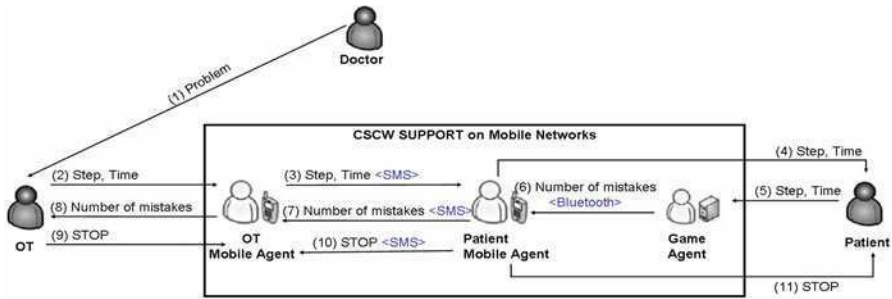 Doctor
(1) Problem
CSCW SUPPORT on Mobile Networks
(2) Step, Time
(3) Step, Time <SMS>
(4) Step, Time
(5) Step, Time
(6) Number of mistakes
<Bluetooth>
(7) Number of mistakes <SMS>
(8) Number of mistakes
(9) STOP
(10) STOP <SMS>
(11) STOP
OT
OT
Mobile Agent
Patient
Mobile Agent
Game
Agent
Patient